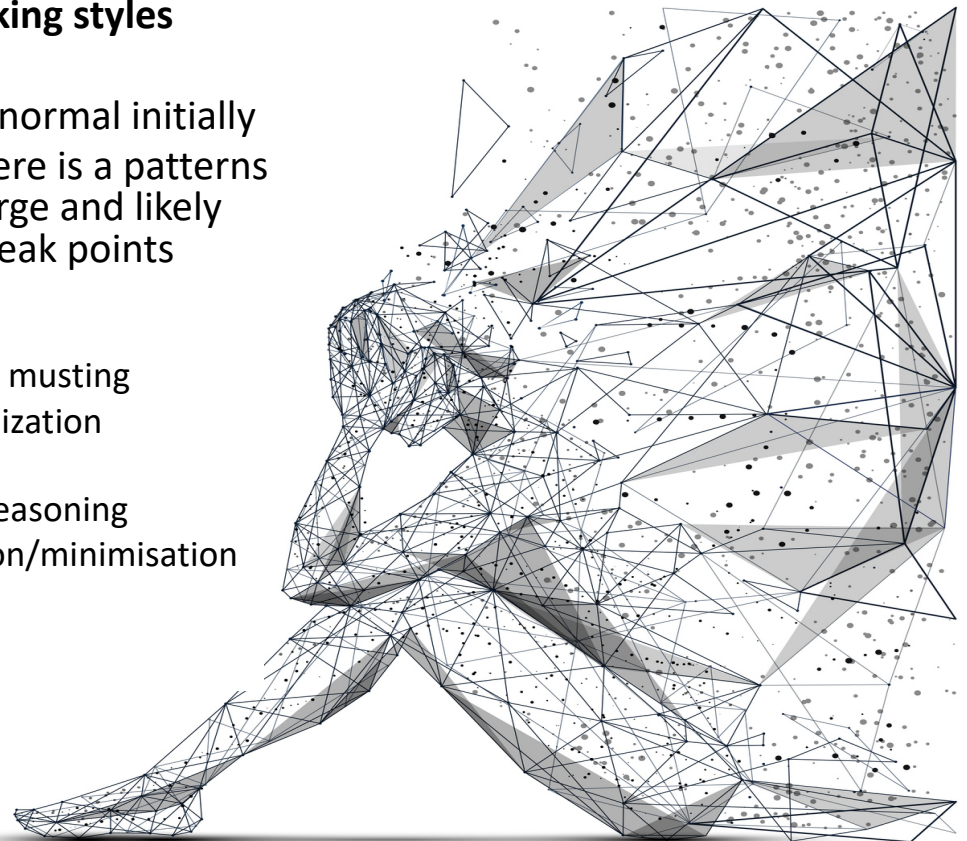 king styles
normal initially
ere is a patterns
rge and likely
eak points
musting
ization
easoning
on/minimisation